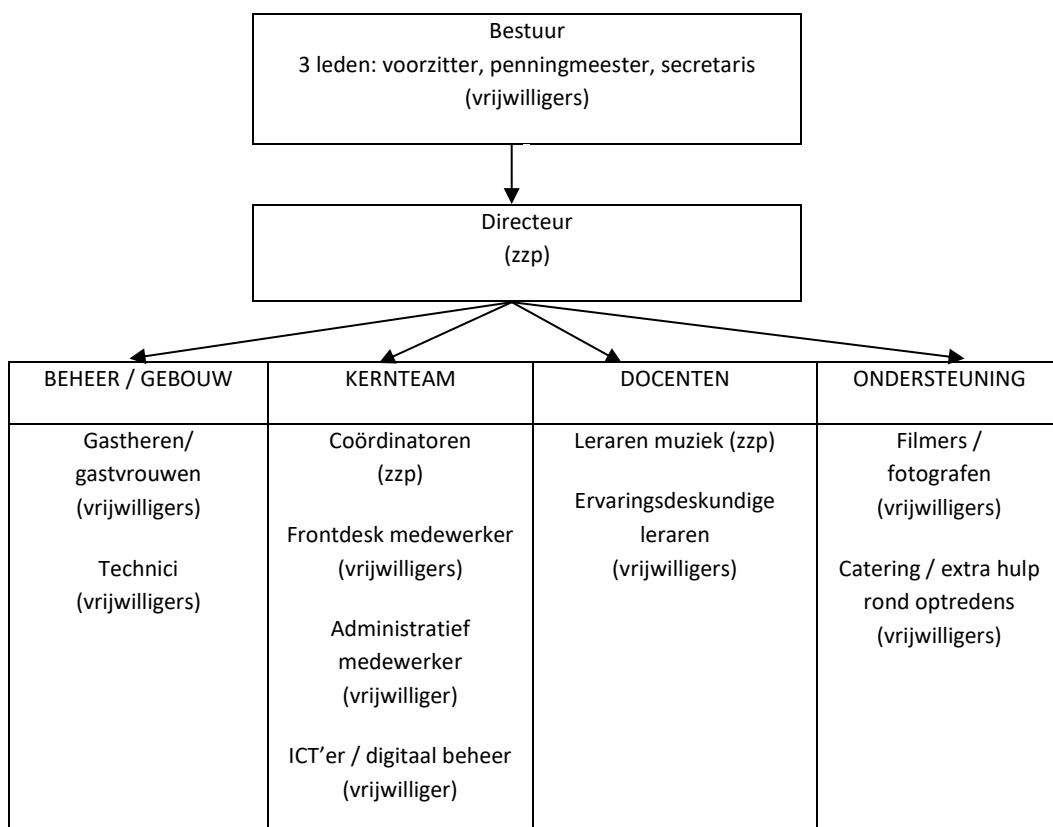 Bestuur
3 leden: voorzitter, penningmeester, secretaris
(vrijwilligers)
Directeur
(zzp)
BEHEER / GEBOUW
Gastheren/
gastvrouwen
(vrijwilligers)
Technici
(vrijwilligers)
KERNTEAM
Coördinatoren
(zzp)
Frontdesk medewerker
(vrijwilligers)
Administratief
medewerker
(vrijwilliger)
ICT’er / digitaal beheer
(vrijwilliger)
DOCENTEN
Leraren muziek (zzp)
Ervaringsdeskundige
leraren
(vrijwilligers)
ONDERSTEUNING
Filmers /
fotografen
(vrijwilligers)
Catering / extra hulp
rond optredens
(vrijwilligers)